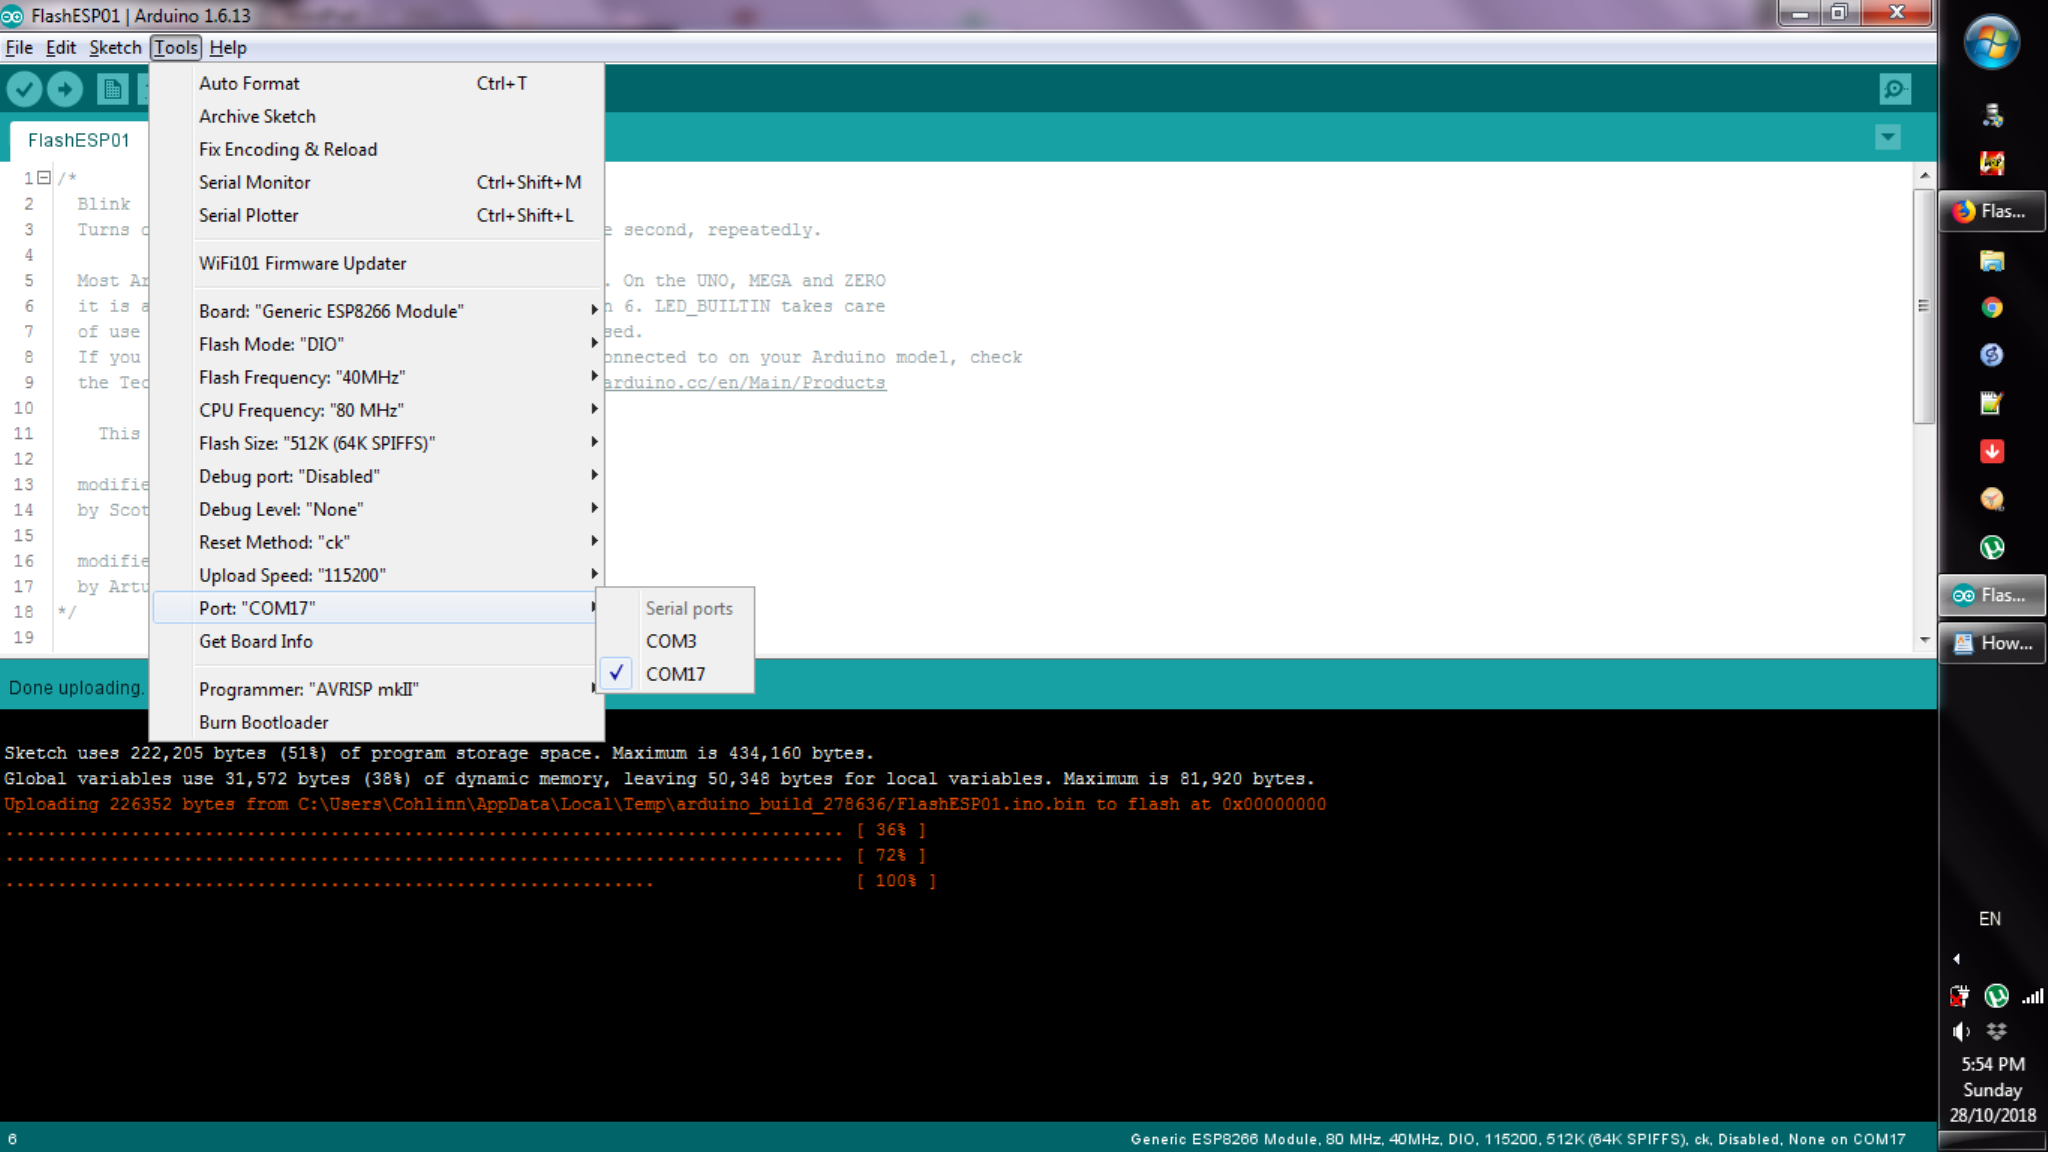 FlashESP01 | Arduino 1.6.13
File Edit Sketch Tools Help
FlashESP01
Auto Format Ctrl+T
Archive Sketch
Fix Encoding & Reload
Serial Monitor Ctrl+Shift+M
Serial Plotter Ctrl+Shift+L
WiFi101 Firmware Updater
Board: "Generic ESP8266 Module"
Flash Mode: "DIO"
Flash Frequency: "40MHz"
CPU Frequency: "80 MHz"
Flash Size: "512K (64K SPIFFS)"
Debug port: "Disabled"
Debug Level: "None"
Reset Method: "ck"
Upload Speed: "115200"
Port: "COM17"
Get Board Info
Programmer: "AVRISP mkII"
Burn Bootloader
Serial ports
COM3
COM17
1 /*
2 Blink
3 Turns second, repeatedly.
4
5 Most Ar . On the UNO, MEGA and ZERO
6 it is 6. LED_BUILTIN takes care
7 of use sed.
8 If you onnected to on your Arduino model, check
9 the Tec arduino.cc/en/Main/Products
10
11 This
12
13 modifie
14 by Scot
15
16 modifie
17 by Artu
18 */
19
Done uploading.
Sketch uses 222,205 bytes (51%) of program storage space. Maximum is 434,160 bytes.
Global variables use 31,572 bytes (38%) of dynamic memory, leaving 50,348 bytes for local variables. Maximum is 81,920 bytes.
Uploading 226352 bytes from C:\Users\Cohlinn\AppData\Local\Temp\arduino_build_278636/FlashESP01.ino.bin to flash at 0x00000000
................................................................................ [ 36% ]
................................................................................ [ 72% ]
.............................................................. [ 100% ]
6
Generic ESP8266 Module, 80 MHz, 40MHz, DIO, 115200, 512K (64K SPIFFS), ck, Disabled, None on COM17
Flas...
Flas...
How...
EN
5:54 PM
Sunday
28/10/2018